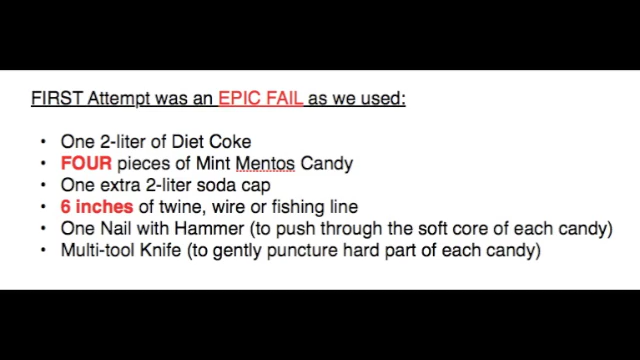 FIRST Attempt was an EPIC FAIL as we used:
• One 2-liter of Diet Coke
• FOUR pieces of Mint Mentos Candy
• One extra 2-liter soda cap
• 6 inches of twine, wire or fishing line
• One Nail with Hammer (to push through the soft core of each candy)
• Multi-tool Knife (to gently puncture hard part of each candy)